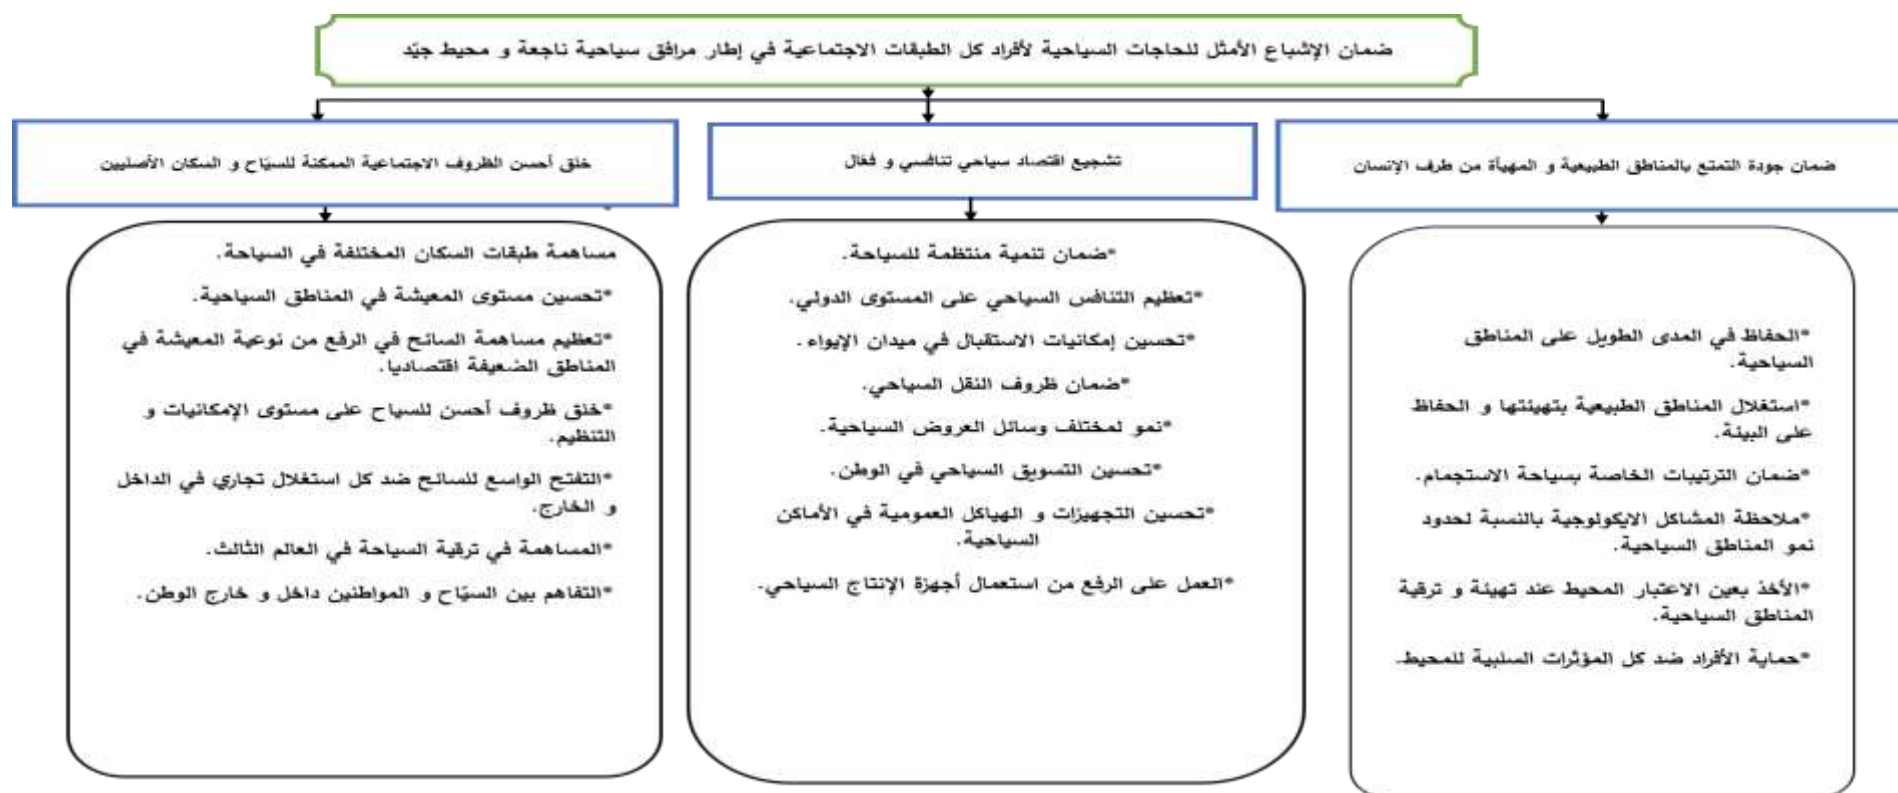 ضمان الإشباع الأمثل للحاجات السياحية لأفراد كل الطبقات الاجتماعية في إطار مرافق سياحية ناجعة و محيط جيّد
ضمان جودة التمتع بالمناطق الطبيعية و المهيأة من طرف الإنسان
*الحفاظ في المدى الطويل على المناطق
السياحية.
*استغلال المناطق الطبيعية بتهيئتها و الحفاظ
على البيئة.
*ضمان الترتيبات الخاصة بسياحة الاستجمام.
*ملاحظة المشاكل الايكولوجية بالنسبة لحدود
نمو المناطق السياحية.
*الأخذ بعين الاعتبار المحيط عند تهيئة و ترقية
المناطق السياحية.
*حماية الأفراد ضد كل المؤثرات السلبية للمحيط.
تشجيع اقتصاد سياحي تنافسي و فعّال
*ضمان تنمية منتظمة للسياحة.
*تعظيم التنافس السياحي على المستوى الدولي.
*تحسين إمكانيات الاستقبال في ميدان الإيواء .
*ضمان ظروف النقل السياحي.
*نمو لمختلف وسائل العروض السياحية.
*تحسين التسويق السياحي في الوطن.
*تحسين التجهيزات و الهياكل العمومية في الأماكن
السياحية.
*العمل على الرفع من استعمال أجهزة الإنتاج السياحي.
خلق أحسن الظروف الاجتماعية الممكنة للسيّاح و السكان الأصليين
مساهمة طبقات السكان المختلفة في السياحة.
*تحسين مستوى المعيشة في المناطق السياحية.
*تعظيم مساهمة السائح في الرفع من نوعية المعيشة في
المناطق الضعيفة اقتصاديا.
*خلق ظروف أحسن للسياح على مستوى الإمكانيات و
التنظيم.
*التفتح الواسع للسائح ضد كل استغلال تجاري في الداخل
و الخارج.
*المساهمة في ترقية السياحة في العالم الثالث.
*التفاهم بين السيّاح و المواطنين داخل و خارج الوطن.